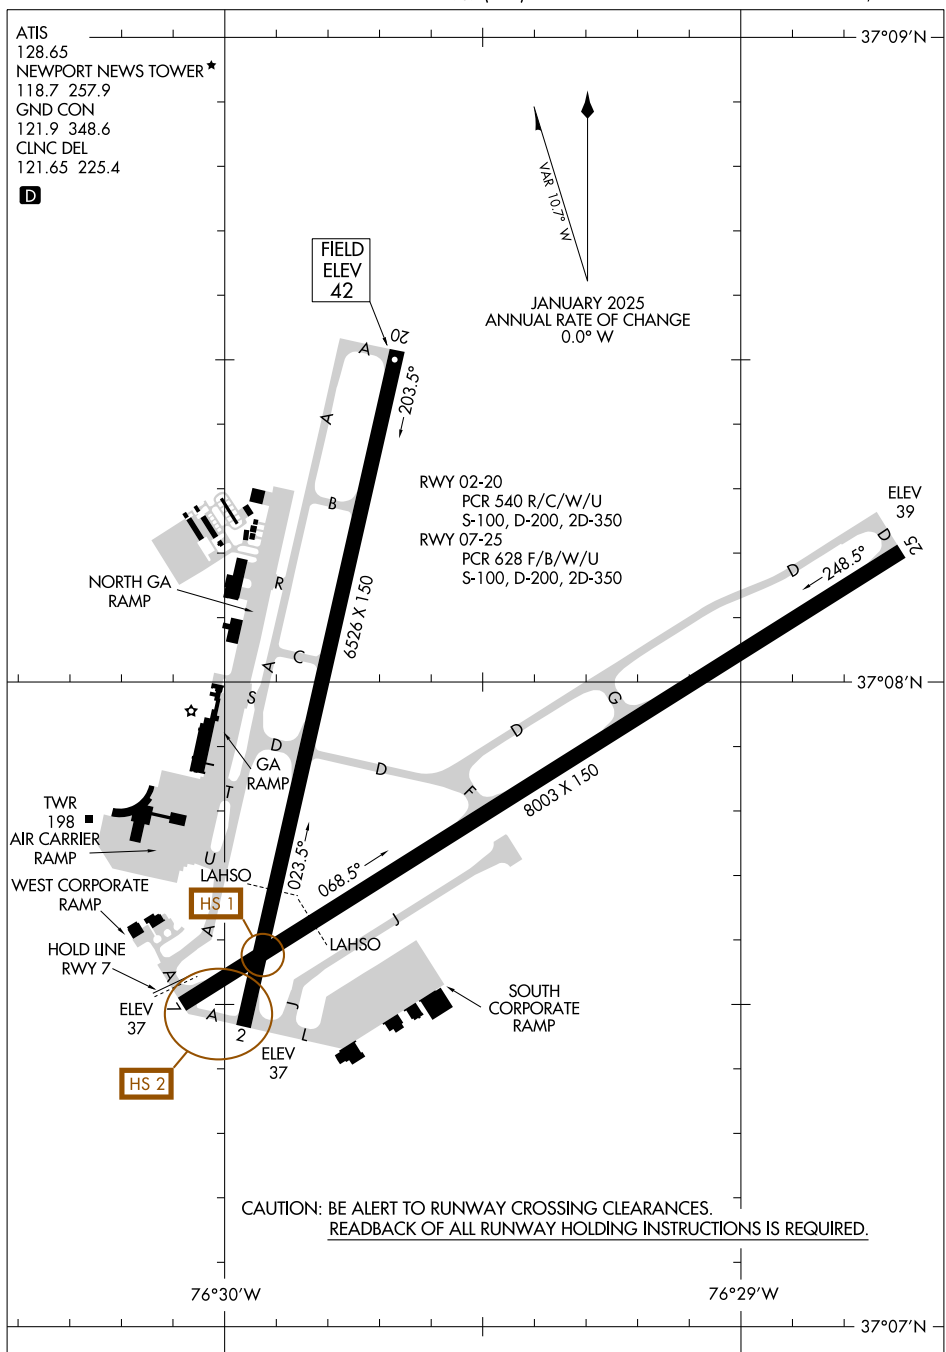 ATIS
128.65
NEWPORT NEWS TOWER
118.7 257.9
GND CON
121.9 348.6
CLNC DEL
121.65 225.4
D
37°09'N
VAR 10.7° W
JANUARY 2025
ANNUAL RATE OF CHANGE
0.0° W
FIELD
ELEV
42
20
A
203.5°
A
B
RWY 02-20
PCR 540 R/C/W/U
S-100, D-200, 2D-350
RWY 07-25
PCR 628 F/B/W/U
S-100, D-200, 2D-350
ELEV
39
D
25
248.5°
D
NORTH GA
RAMP
R
6526 X 150
C
A
S
37°08'N
G
D
D
GA
RAMP
D
I
T
F
8003 X 150
TWR
198
AIR CARRIER
RAMP
U
023.5°
068.5°
LAHSO
WEST CORPORATE
RAMP
HS 1
A
J
LAHSO
HOLD LINE
RWY 7
A
ELEV
37
7
A
2
ELEV
37
J
L
SOUTH
CORPORATE
RAMP
HS 2
CAUTION: BE ALERT TO RUNWAY CROSSING CLEARANCES.
READBACK OF ALL RUNWAY HOLDING INSTRUCTIONS IS REQUIRED.
76°30'W
76°29'W
37°07'N